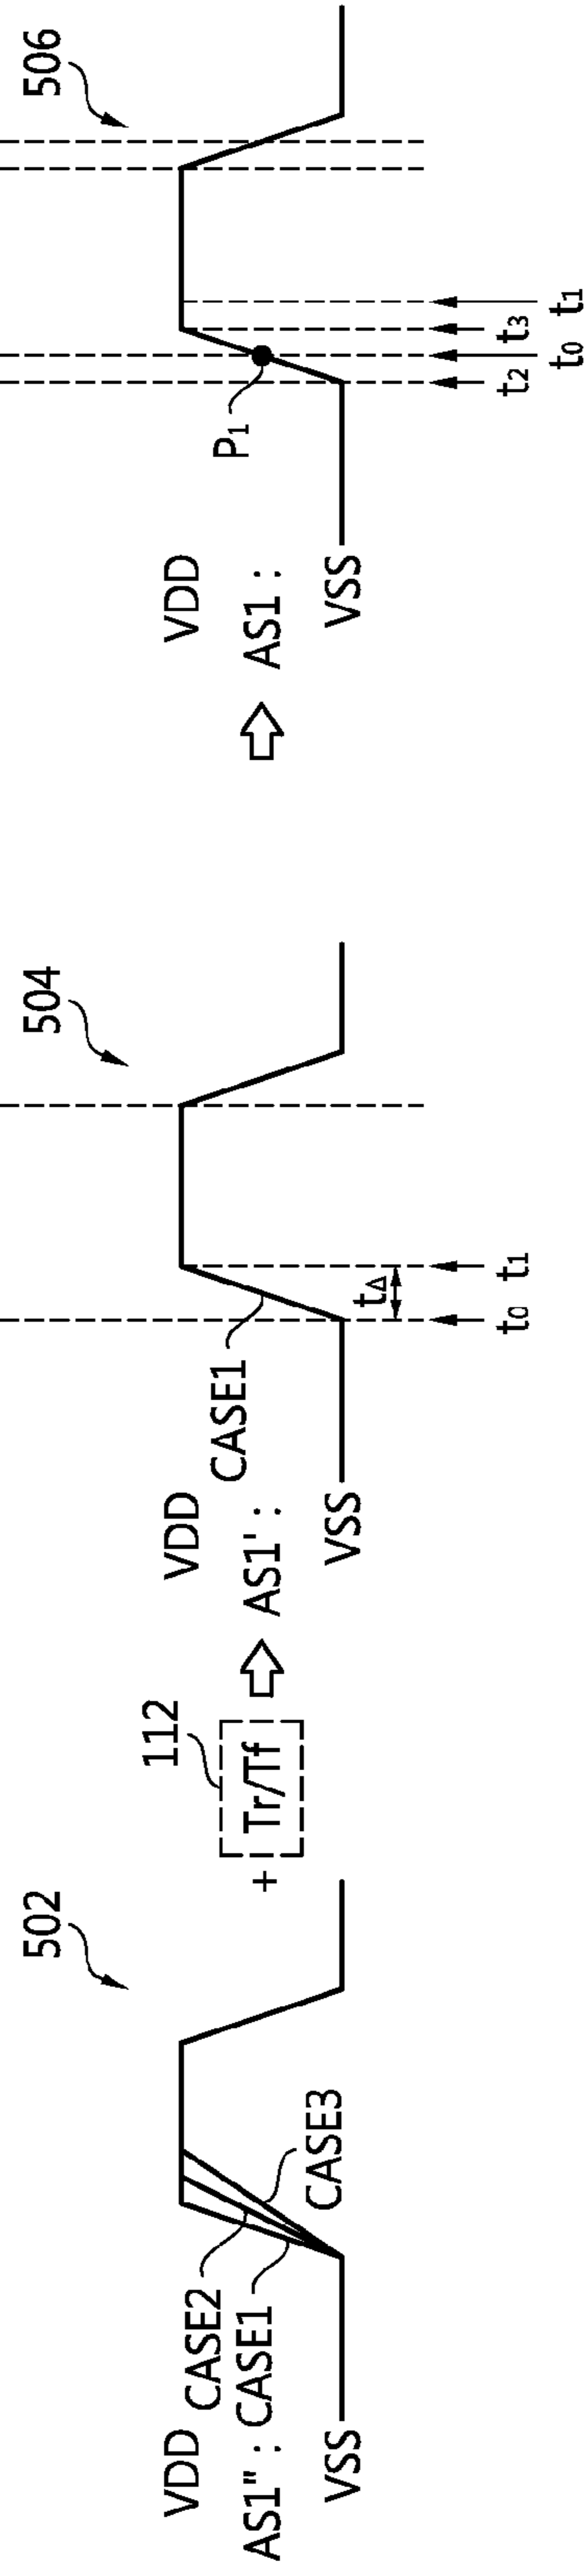 502
VDD
CASE2
AS1" : CASE1
CASE3
VSS
112
+ Tr/Tf
504
VDD
AS1' :
CASE1
VSS
tΔ
t0 t1
506
VDD
AS1 :
P1
VSS
t2 t3
t0 t1